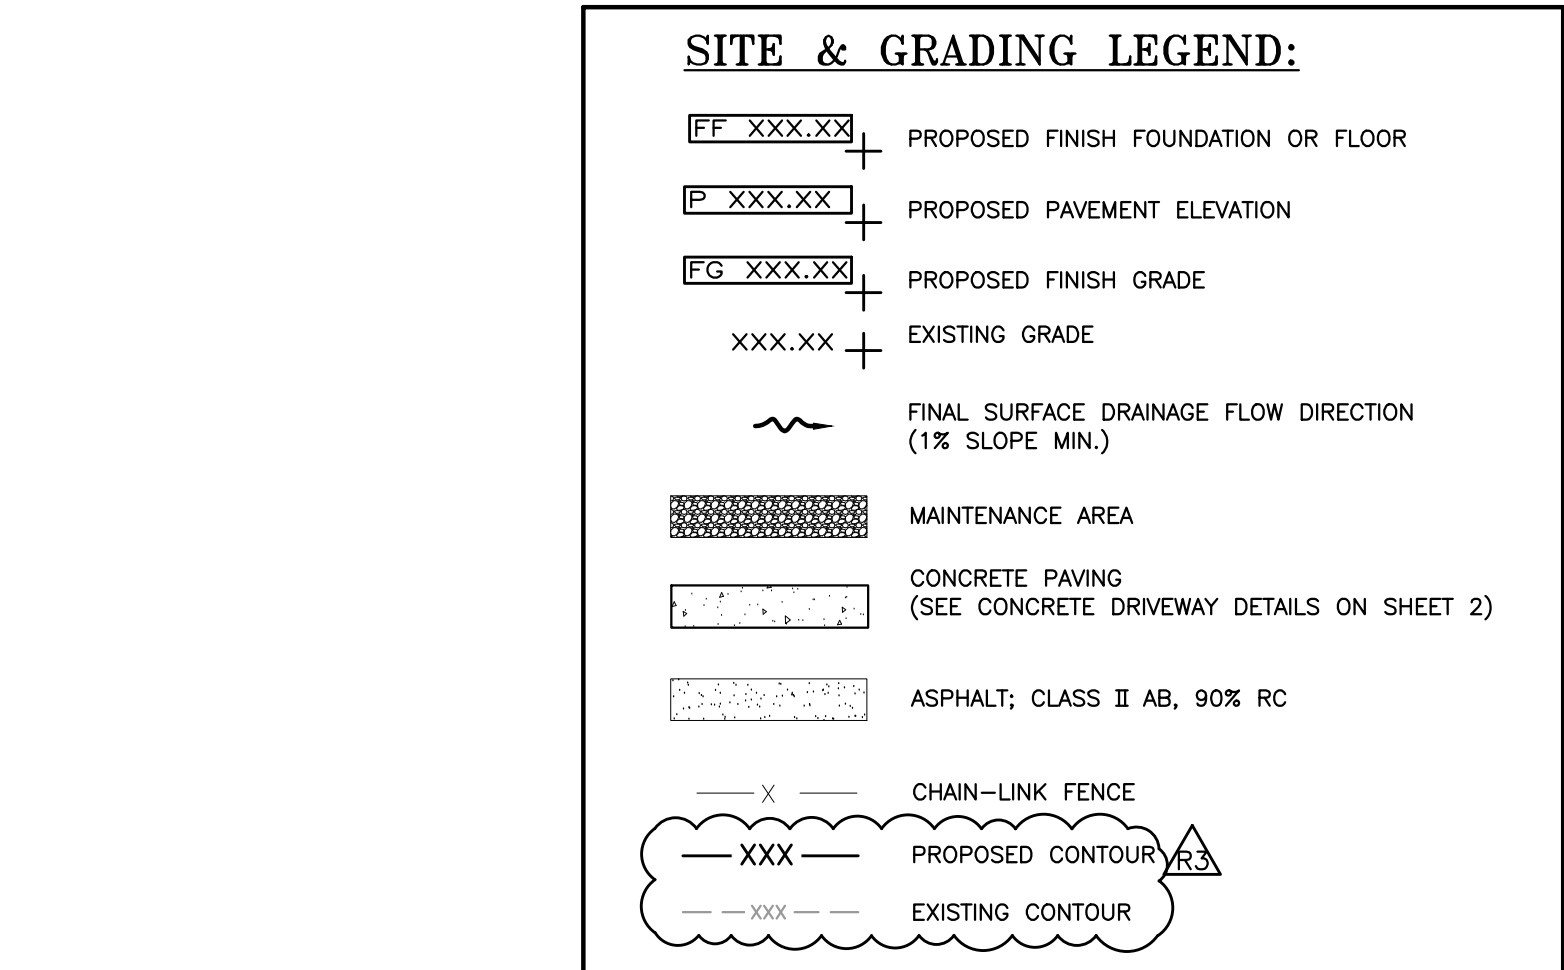 SITE & GRADING LEGEND:
FF XXX.XX PROPOSED FINISH FOUNDATION OR FLOOR
P XXX.XX PROPOSED PAVEMENT ELEVATION
FG XXX.XX PROPOSED FINISH GRADE
XXX.XX EXISTING GRADE
FINAL SURFACE DRAINAGE FLOW DIRECTION
(1% SLOPE MIN.)
MAINTENANCE AREA
CONCRETE PAVING
(SEE CONCRETE DRIVEWAY DETAILS ON SHEET 2)
ASPHALT; CLASS II AB, 90% RC
X CHAIN-LINK FENCE
XXX PROPOSED CONTOUR R3
XXX EXISTING CONTOUR